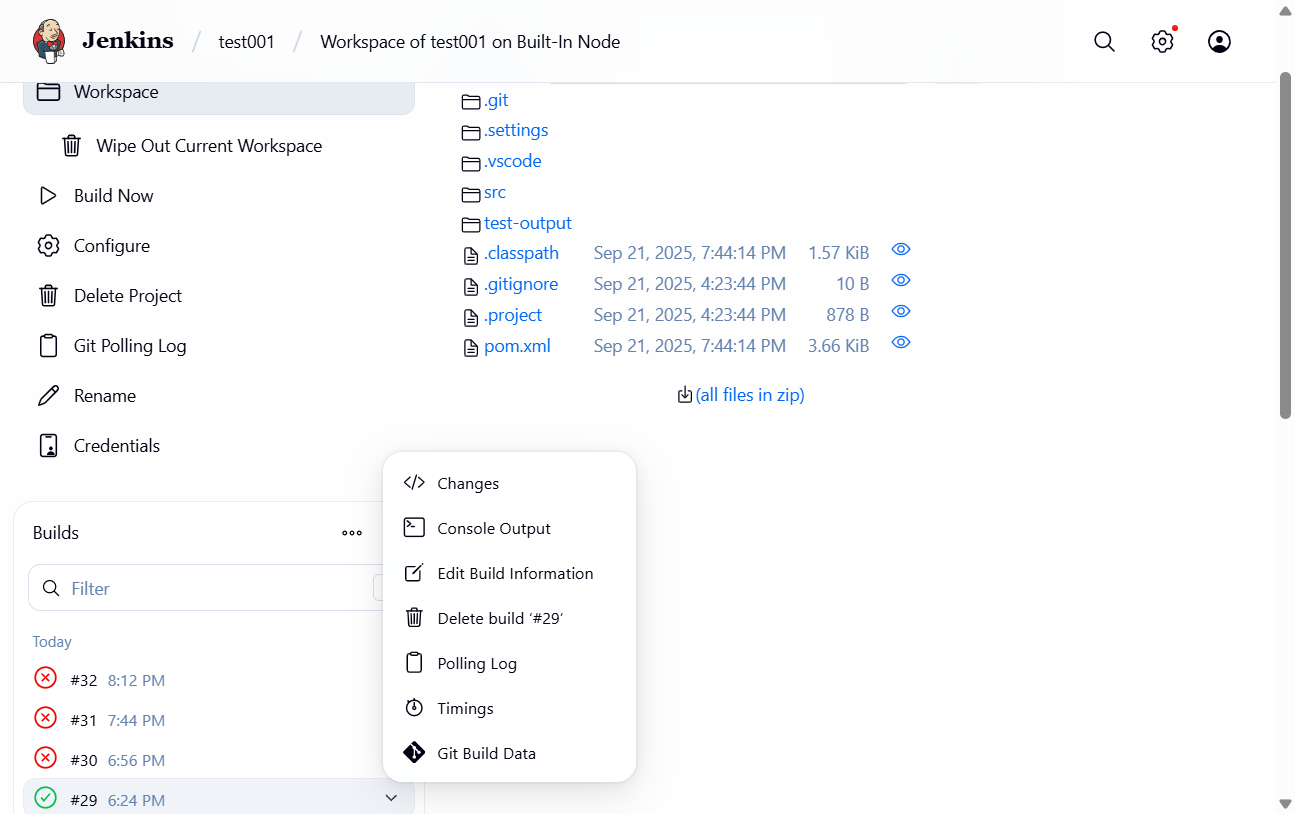 Jenkins / test001 / Workspace of test001 on Built-In Node
Workspace
Wipe Out Current Workspace
Build Now
Configure
Delete Project
Git Polling Log
Rename
Credentials
.git
.settings
.vscode
src
test-output
.classpath Sep 21, 2025, 7:44:14 PM 1.57 KiB
.gitignore Sep 21, 2025, 4:23:44 PM 10 B
.project Sep 21, 2025, 4:23:44 PM 878 B
pom.xml Sep 21, 2025, 7:44:14 PM 3.66 KiB
(all files in zip)
Builds
Filter
Today
#32 8:12 PM
#31 7:44 PM
#30 6:56 PM
#29 6:24 PM
Changes
Console Output
Edit Build Information
Delete build ‘#29’
Polling Log
Timings
Git Build Data